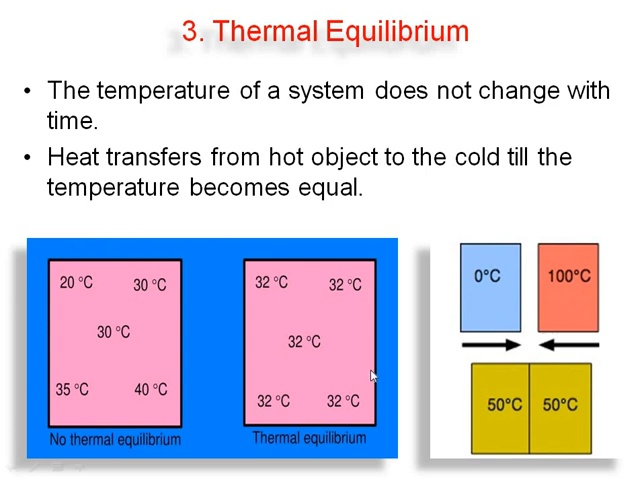 3. Thermal Equilibrium
• The temperature of a system does not change with
time.
• Heat transfers from hot object to the cold till the
temperature becomes equal.
20 °C 30 °C
30 °C
35 °C 40 °C
No thermal equilibrium
32 °C 32 °C
32 °C
32 °C 32 °C
Thermal equilibrium
0°C 100°C
50°C 50°C